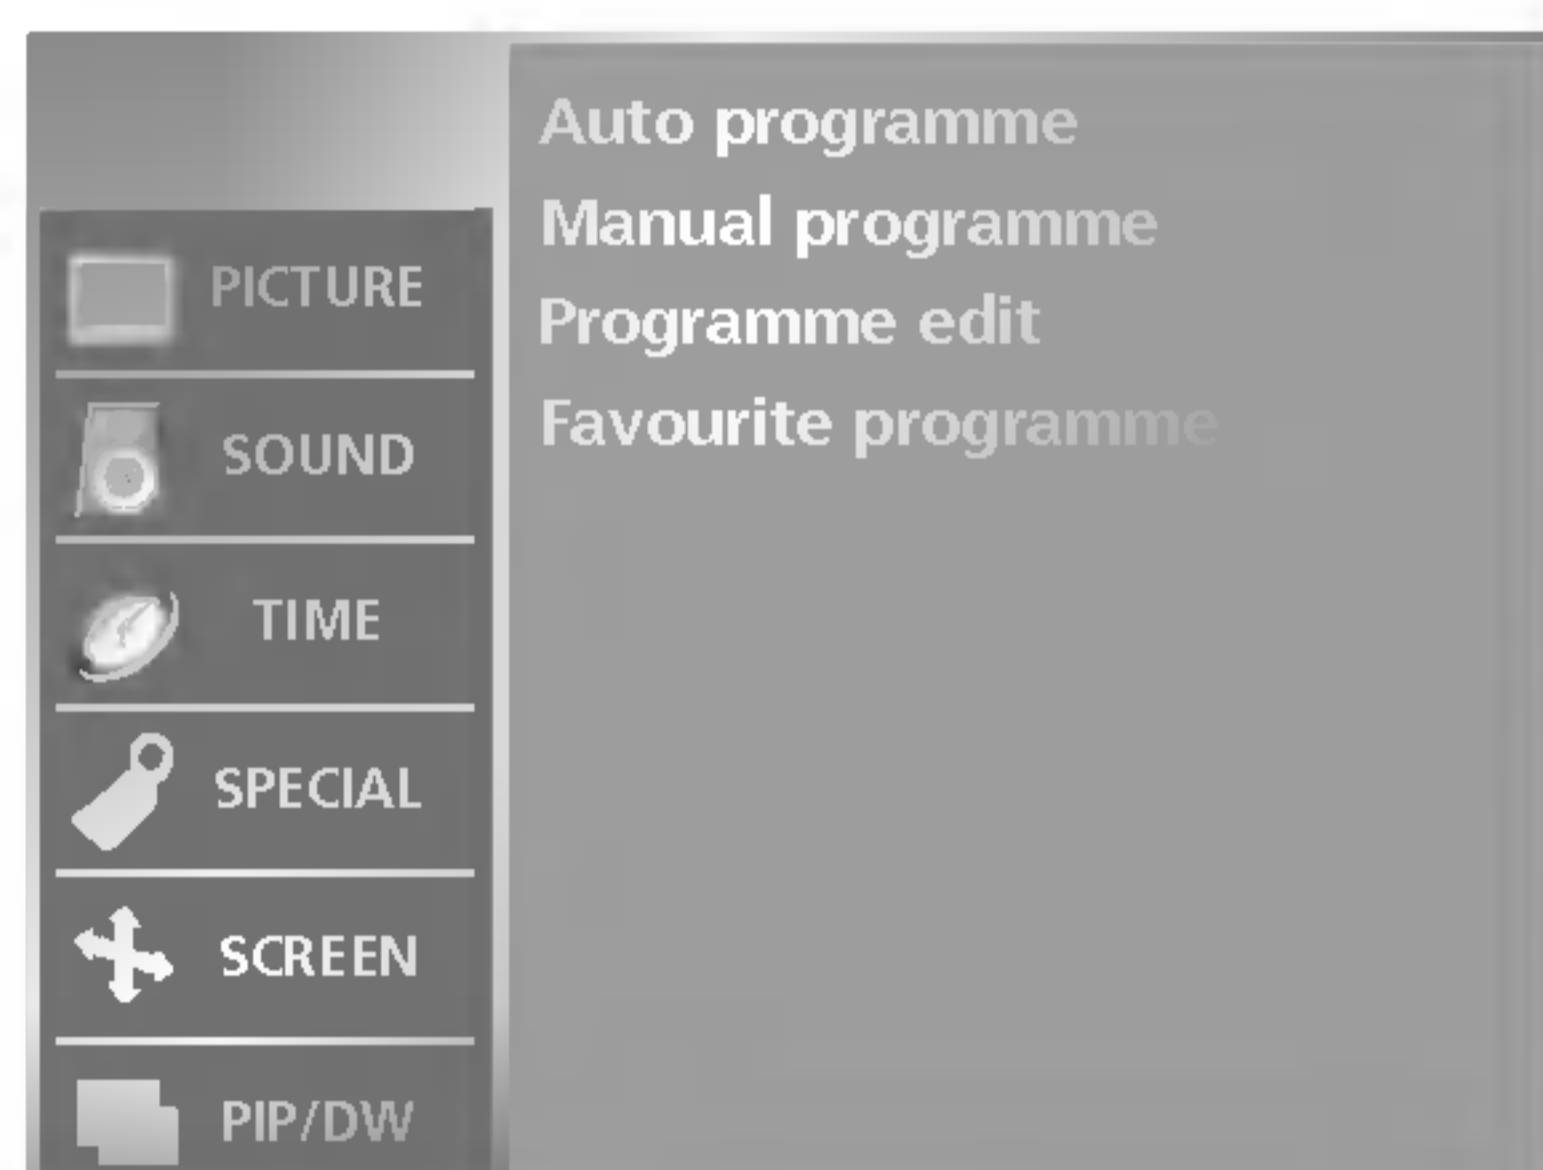 Auto programme
Manual programme
Programme edit
Favourite programme
PICTURE
SOUND
TIME
SPECIAL
SCREEN
PIP/DW